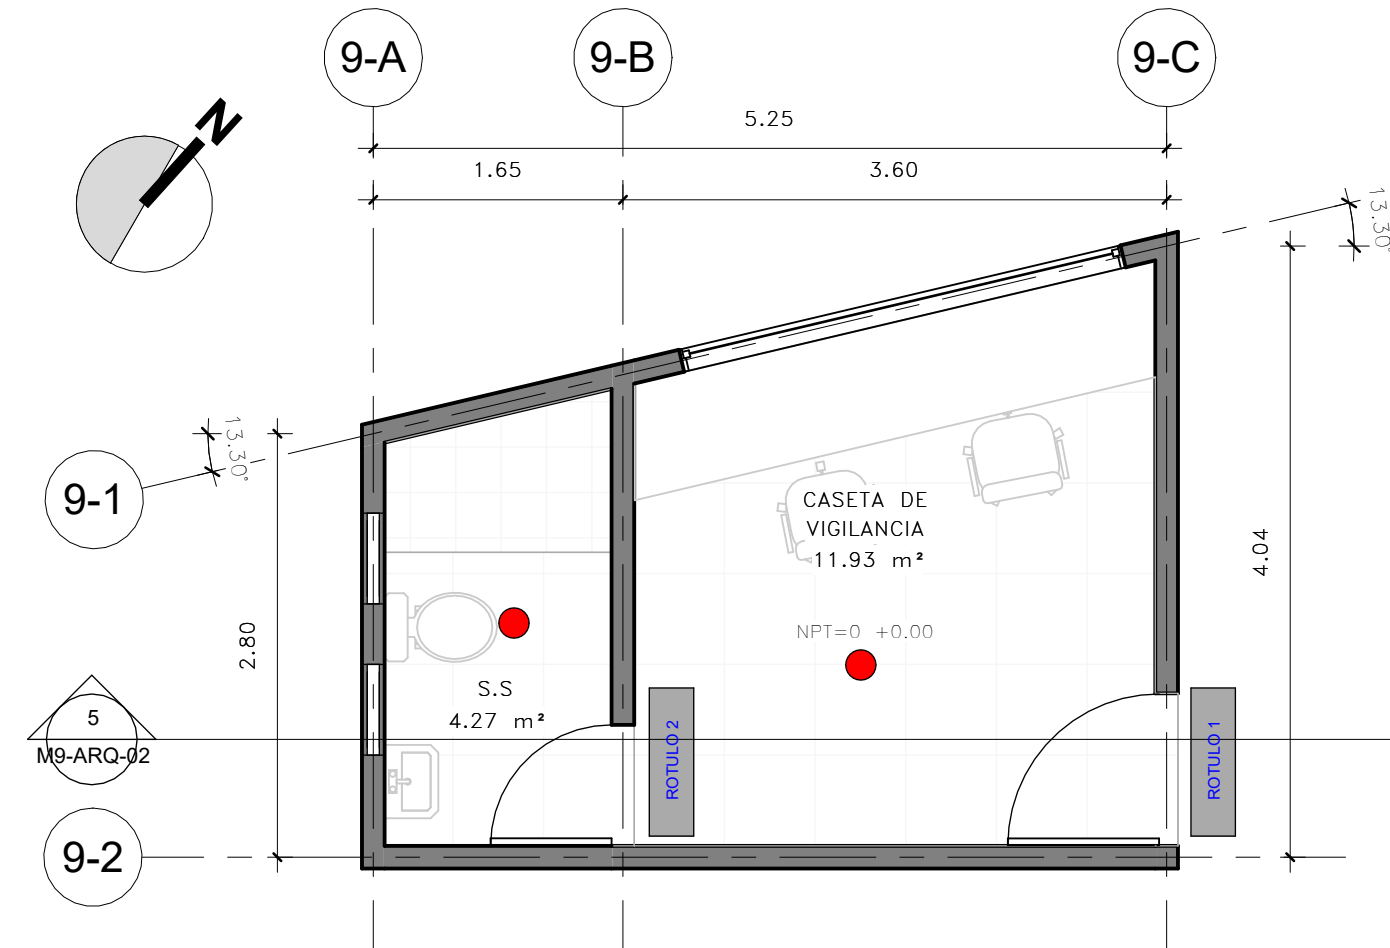 9-A
9-B
9-C
N
5.25
1.65
3.60
13.30°
13.30°
9-1
CASETA DE
VIGILANCIA
11.93 m²
4.04
2.80
NPT=0 +0.00
S.S
4.27 m²
5
M9-ARQ-02
ROTULO 2
ROTULO 1
9-2